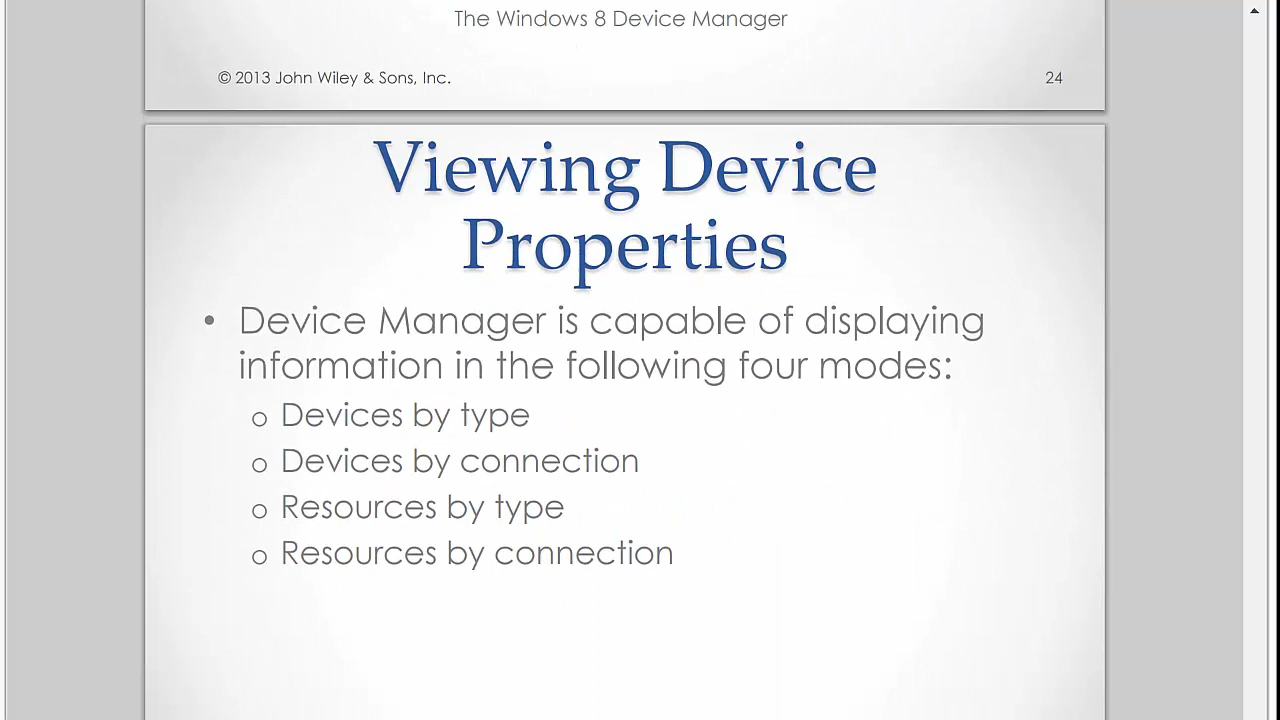 The Windows 8 Device Manager
© 2013 John Wiley & Sons, Inc.
24
Viewing Device
Properties
• Device Manager is capable of displaying
information in the following four modes:
o Devices by type
o Devices by connection
o Resources by type
o Resources by connection